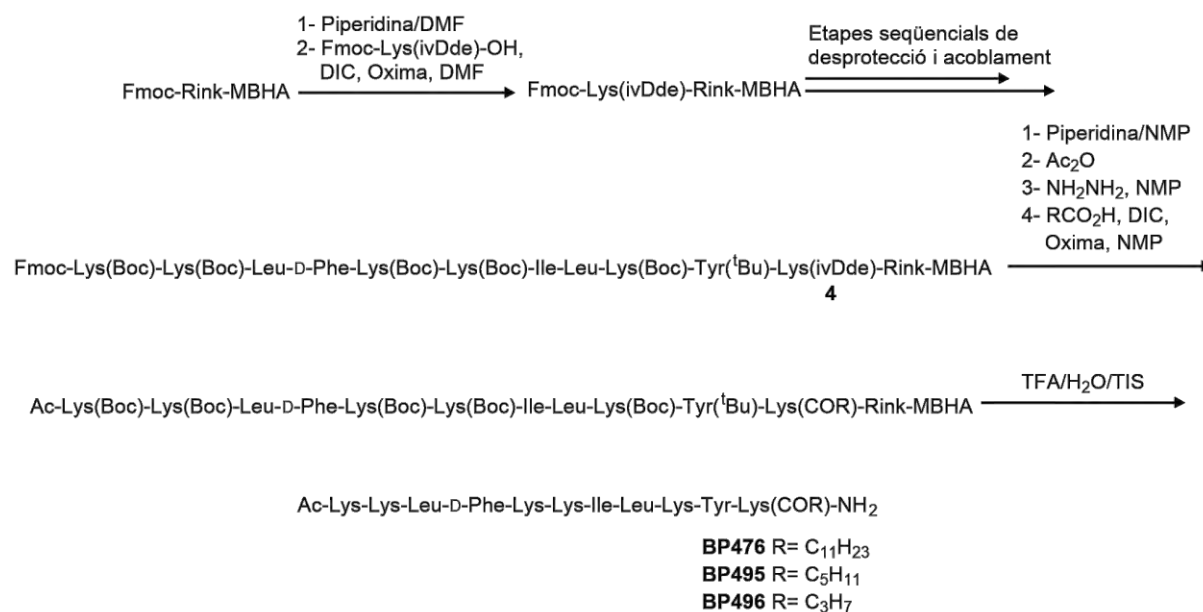 1- Piperidina/DMF
2- Fmoc-Lys(ivDde)-OH,
DIC, Oxima, DMF
Fmoc-Rink-MBHA
Fmoc-Lys(ivDde)-Rink-MBHA
Etapes seqüencials de
desprotecció i acoblament
1- Piperidina/NMP
2- Ac₂O
3- NH₂NH₂, NMP
4- RCO₂H, DIC,
Oxima, NMP
Fmoc-Lys(Boc)-Lys(Boc)-Leu-D-Phe-Lys(Boc)-Lys(Boc)-Ile-Leu-Lys(Boc)-Tyr(ᵗBu)-Lys(ivDde)-Rink-MBHA
4
Ac-Lys(Boc)-Lys(Boc)-Leu-D-Phe-Lys(Boc)-Lys(Boc)-Ile-Leu-Lys(Boc)-Tyr(ᵗBu)-Lys(COR)-Rink-MBHA
TFA/H₂O/TIS
Ac-Lys-Lys-Leu-D-Phe-Lys-Lys-Ile-Leu-Lys-Tyr-Lys(COR)-NH₂
BP476 R= C₁₁H₂₃
BP495 R= C₅H₁₁
BP496 R= C₃H₇